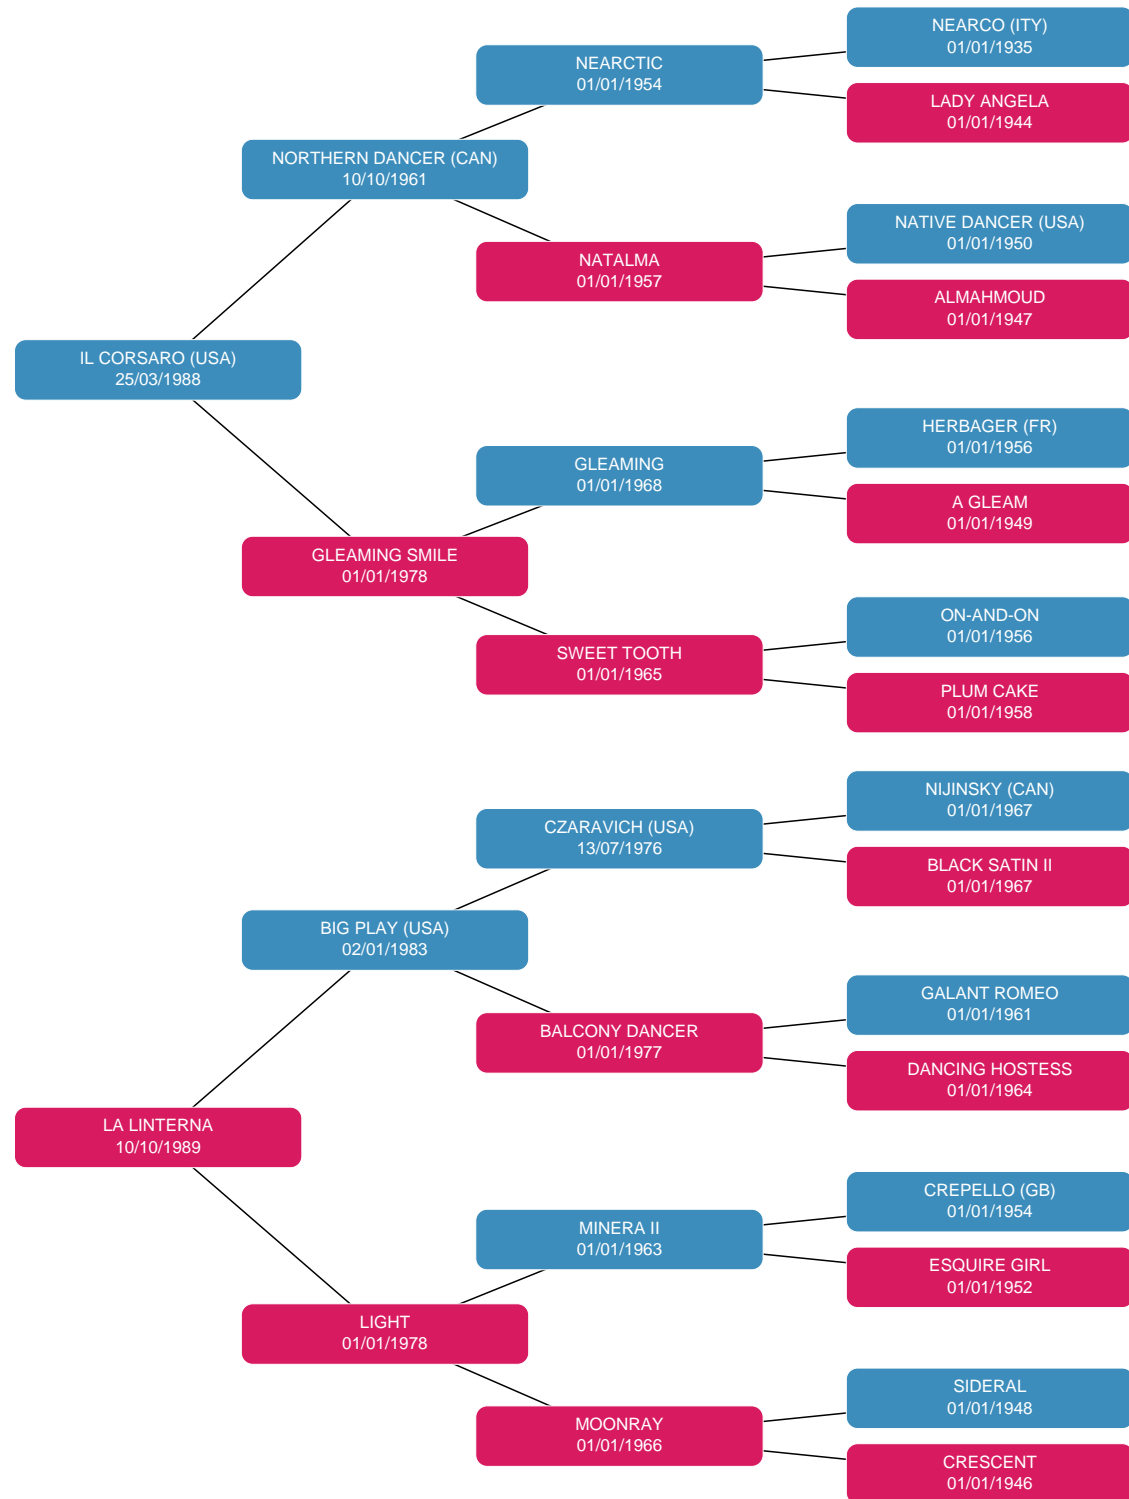 NEARCO (ITY)
01/01/1935
NEARCTIC
01/01/1954
LADY ANGELA
01/01/1944
NORTHERN DANCER (CAN)
10/10/1961
NATIVE DANCER (USA)
01/01/1950
NATALMA
01/01/1957
ALMAHMOUD
01/01/1947
IL CORSARO (USA)
25/03/1988
HERBAGER (FR)
01/01/1956
GLEAMING
01/01/1968
A GLEAM
01/01/1949
GLEAMING SMILE
01/01/1978
ON-AND-ON
01/01/1956
SWEET TOOTH
01/01/1965
PLUM CAKE
01/01/1958
NIJINSKY (CAN)
01/01/1967
CZARAVICH (USA)
13/07/1976
BLACK SATIN II
01/01/1967
BIG PLAY (USA)
02/01/1983
GALANT ROMEO
01/01/1961
BALCONY DANCER
01/01/1977
DANCING HOSTESS
01/01/1964
LA LINTERNA
10/10/1989
CREPELLO (GB)
01/01/1954
MINERA II
01/01/1963
ESQUIRE GIRL
01/01/1952
LIGHT
01/01/1978
SIDERAL
01/01/1948
MOONRAY
01/01/1966
CRESCENT
01/01/1946